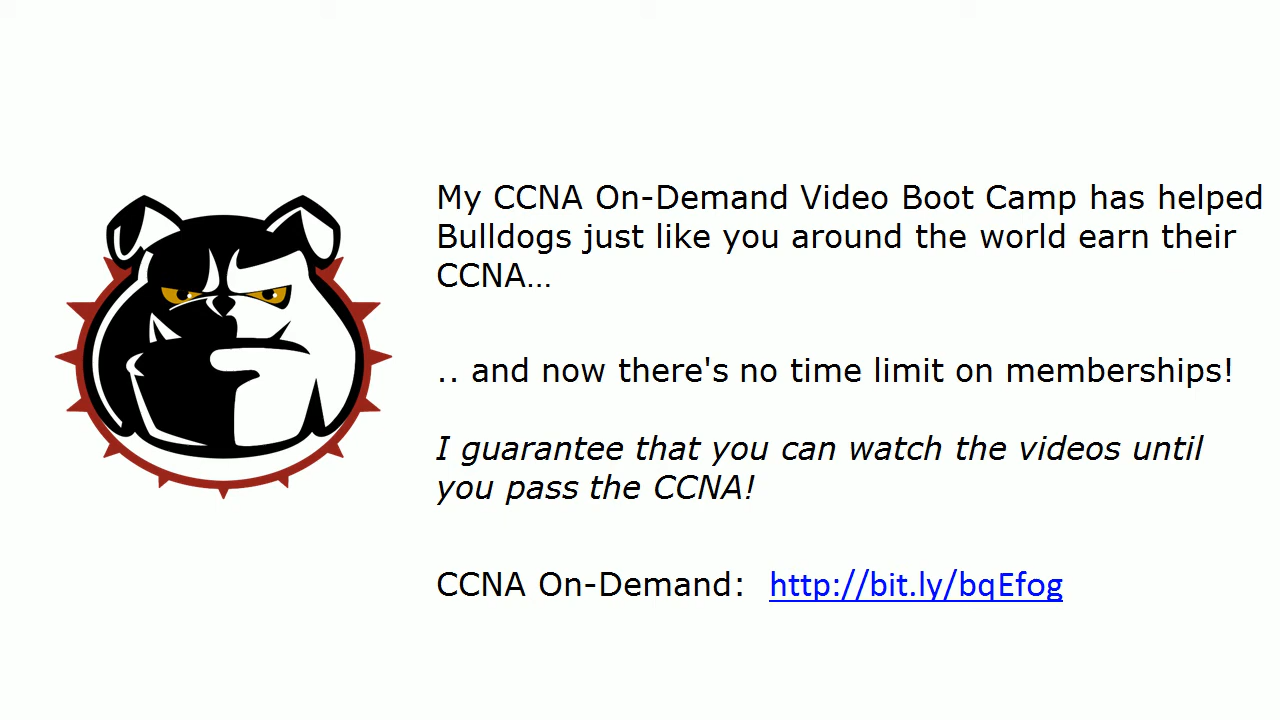 My CCNA On-Demand Video Boot Camp has helped
Bulldogs just like you around the world earn their
CCNA…
.. and now there's no time limit on memberships!
I guarantee that you can watch the videos until
you pass the CCNA!
CCNA On-Demand: http://bit.ly/bqEfog